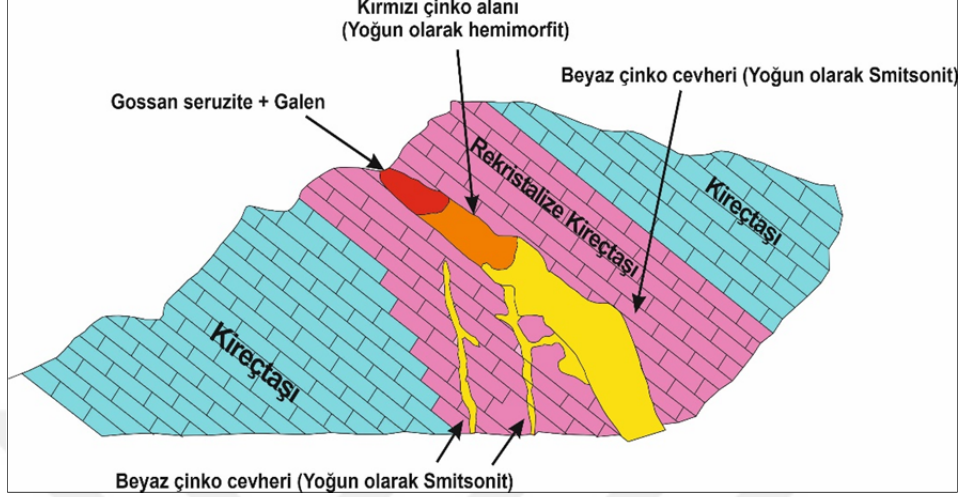 Kırmızı çinko alanı
(Yoğun olarak hemimorfit)
Beyaz çinko cevheri (Yoğun olarak Smitsonit)
Gossan seruzite + Galen
Rekristalize Kireçtaşı
Kireçtaşı
Kireçtaşı
Beyaz çinko cevheri (Yoğun olarak Smitsonit)